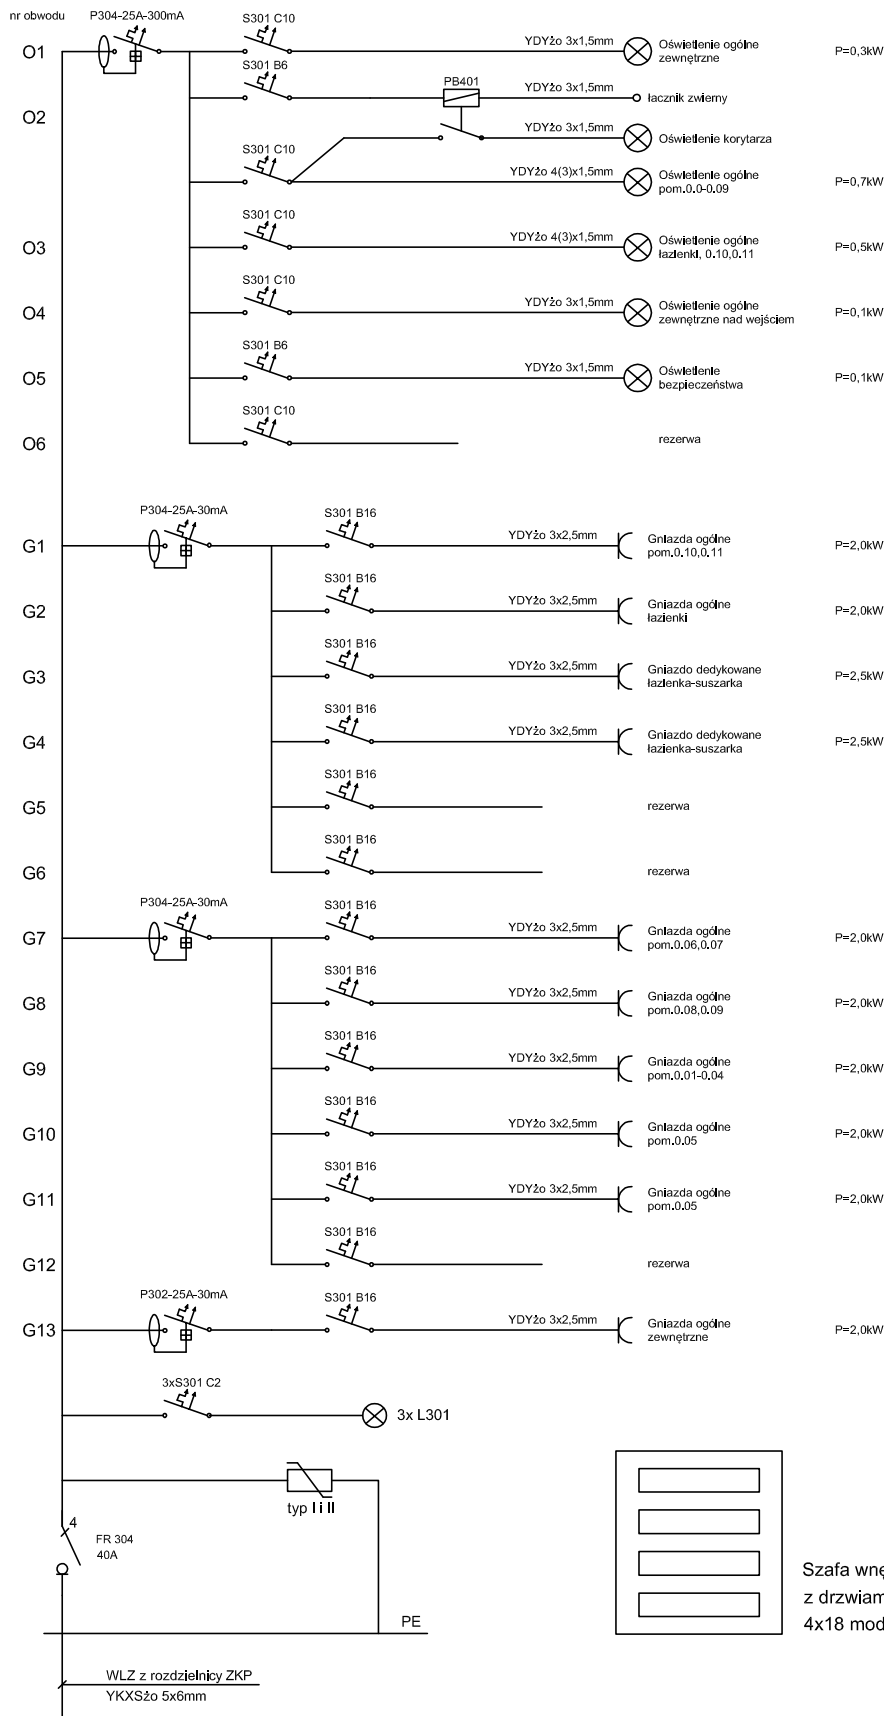 nr obwodu
P304-25A-300mA
S301 C10
O1
YDYżo 3x1,5mm
Oświetlenie ogólne
zewnętrzne
P=0,3kW
S301 B6
PB401
YDYżo 3x1,5mm
łacznik zwierny
O2
YDYżo 3x1,5mm
Oświetlenie korytarza
S301 C10
YDYżo 4(3)x1,5mm
Oświetlenie ogólne
pom.0.0-0.09
P=0,7kW
S301 C10
O3
YDYżo 4(3)x1,5mm
Oświetlenie ogólne
łazienki, 0.10,0.11
P=0,5kW
S301 C10
O4
YDYżo 3x1,5mm
Oświetlenie ogólne
zewnętrzne nad wejściem
P=0,1kW
S301 B6
O5
YDYżo 3x1,5mm
Oświetlenie
bezpieczeństwa
P=0,1kW
S301 C10
O6
rezerwa
P304-25A-30mA
S301 B16
G1
YDYżo 3x2,5mm
Gniazda ogólne
pom.0.10,0.11
P=2,0kW
S301 B16
G2
YDYżo 3x2,5mm
Gniazda ogólne
łazienki
P=2,0kW
S301 B16
G3
YDYżo 3x2,5mm
Gniazdo dedykowane
łazienka-suszarka
P=2,5kW
S301 B16
G4
YDYżo 3x2,5mm
Gniazdo dedykowane
łazienka-suszarka
P=2,5kW
S301 B16
G5
rezerwa
S301 B16
G6
rezerwa
P304-25A-30mA
S301 B16
G7
YDYżo 3x2,5mm
Gniazda ogólne
pom.0.06,0.07
P=2,0kW
S301 B16
G8
YDYżo 3x2,5mm
Gniazda ogólne
pom.0.08,0.09
P=2,0kW
S301 B16
G9
YDYżo 3x2,5mm
Gniazda ogólne
pom.0.01-0.04
P=2,0kW
S301 B16
G10
YDYżo 3x2,5mm
Gniazda ogólne
pom.0.05
P=2,0kW
S301 B16
G11
YDYżo 3x2,5mm
Gniazda ogólne
pom.0.05
P=2,0kW
S301 B16
G12
rezerwa
P302-25A-30mA
S301 B16
G13
YDYżo 3x2,5mm
Gniazda ogólne
zewnętrzne
P=2,0kW
3xS301 C2
3x L301
typ I i II
4
FR 304
40A
Szafa wnę
z drzwiam
4x18 mod
PE
WLZ z rozdzielnicy ZKP
YKXSżo 5x6mm